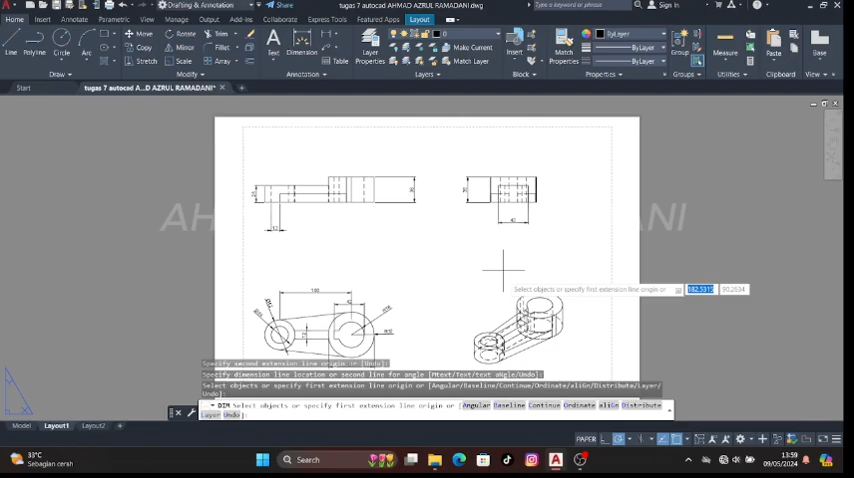 Drafting & Annotation
Share
tugas 7 autocad AHMAD AZRUL RAMADANI.dwg
Type a keyword or phrase
Sign In
Home Insert Annotate Parametric View Manage Output Add-ins Collaborate Express Tools Featured Apps Layout
Line Polyline Circle Arc
Move Rotate Trim
Copy Mirror Fillet
Stretch Scale Array
Text Dimension
Table
Layer Properties
0
Make Current
Match Layer
Insert
Match Properties
ByLayer
ByLayer
ByLayer
Group
Measure
Paste
Base
Draw Modify Annotation Layers Block Properties Groups Utilities Clipboard View
Start
tugas 7 autocad A...D AZRUL RAMADANI*
42
100
42
Select objects or specify first extension line origin or
182.5315
90.2634
Specify second extension line origin or [Undo]:
Specify dimension line location or second line for angle [Mtext/Text/text aNgle/Undo]:
Select objects or specify first extension line origin or [Angular/Baseline/Continue/Ordinate/aliGn/Distribute/Layer/
Undo]:
DIM Select objects or specify first extension line origin or [Angular Baseline Continue Ordinate aliGn Distribute
Layer Undo]:
Model Layout1 Layout2
PAPER
33°C
Sebagian cerah
Search
13:59
09/05/2024